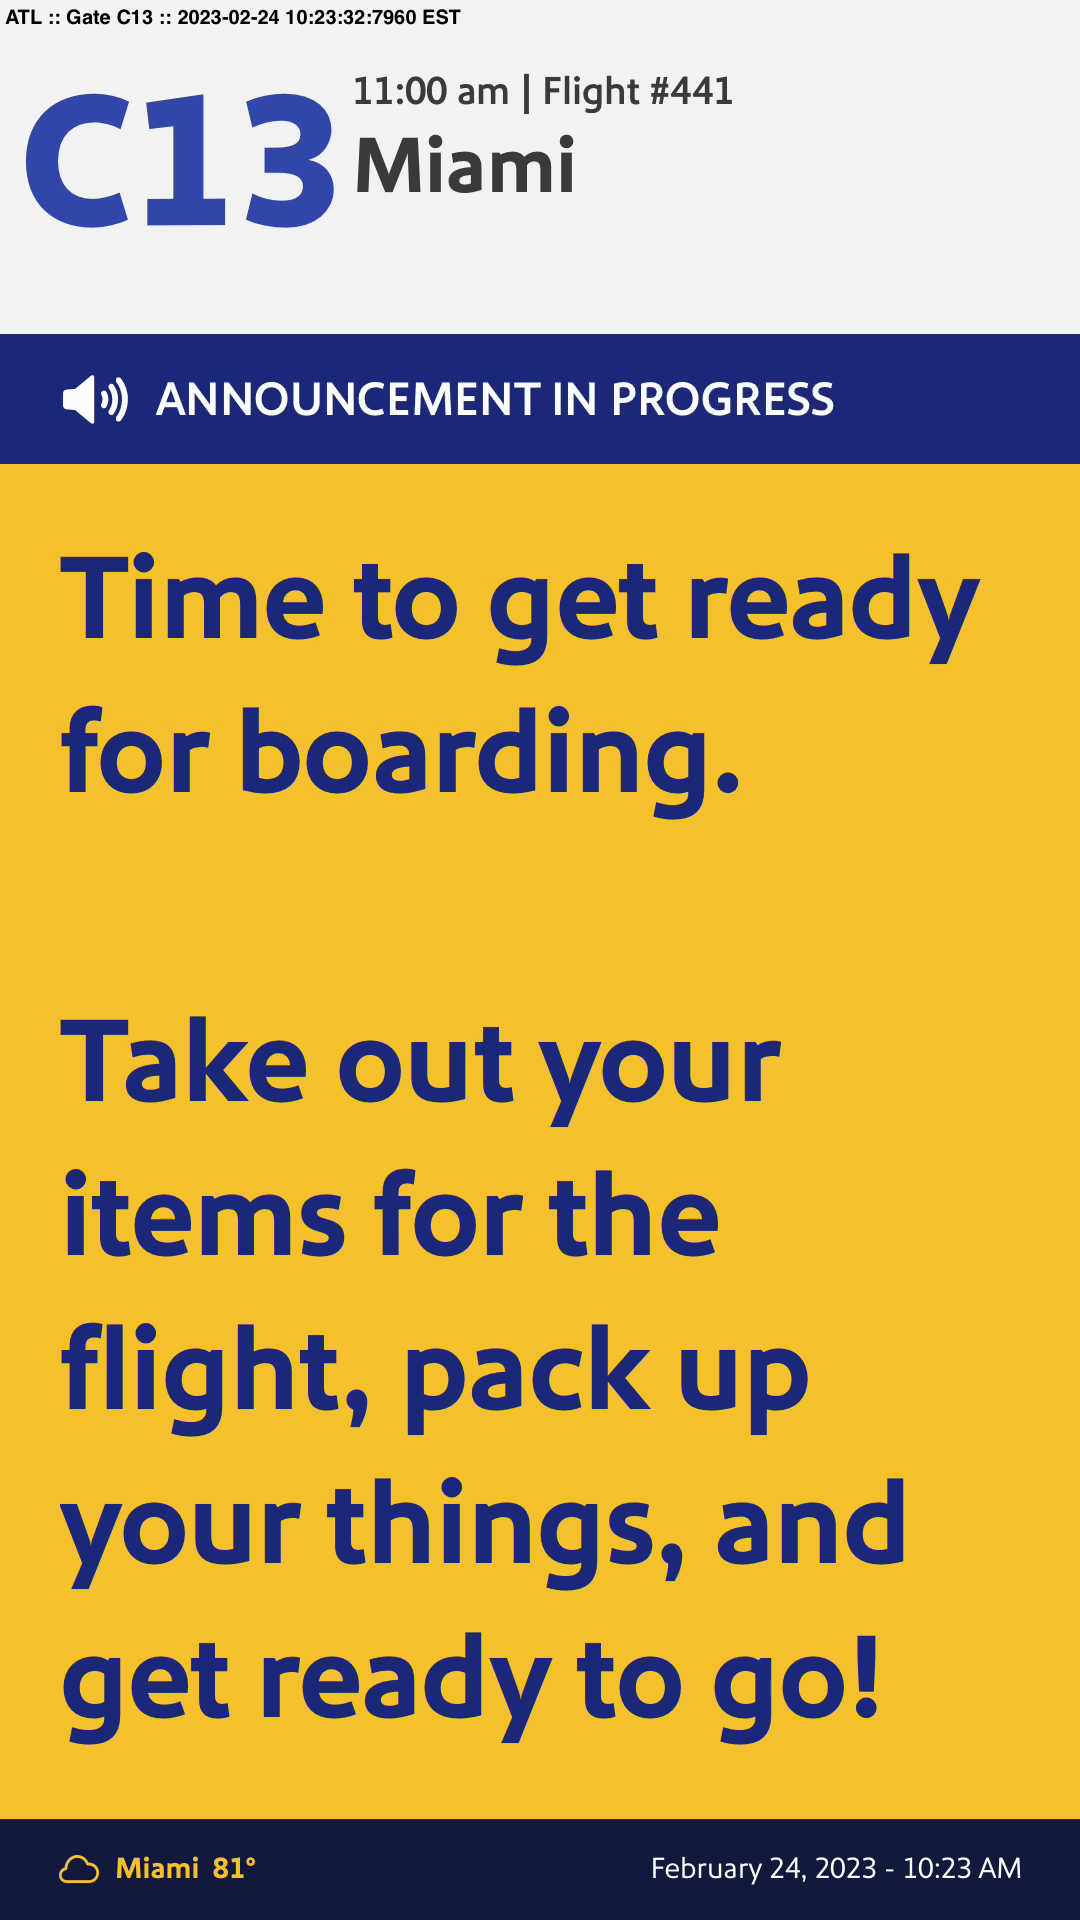 ATL :: Gate C13 :: 2023-02-24 10:23:32:7960 EST
C13
11:00 am | Flight #441
Miami
ANNOUNCEMENT IN PROGRESS
Time to get ready
for boarding.
Take out your
items for the
flight, pack up
your things, and
get ready to go!
Miami 81°
February 24, 2023 - 10:23 AM